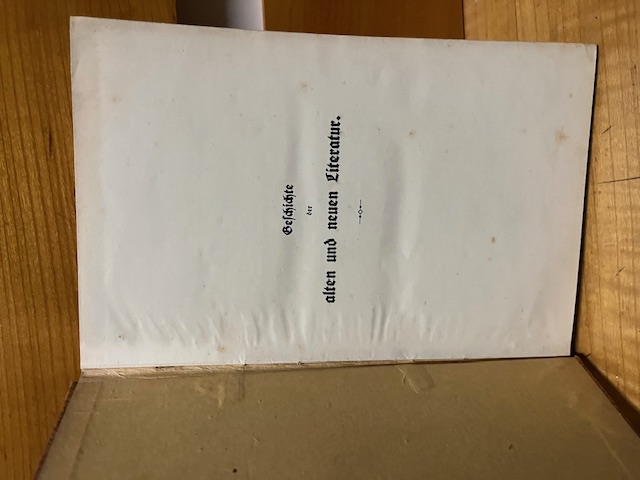 Geschichte
der
alten und neuen Literatur.